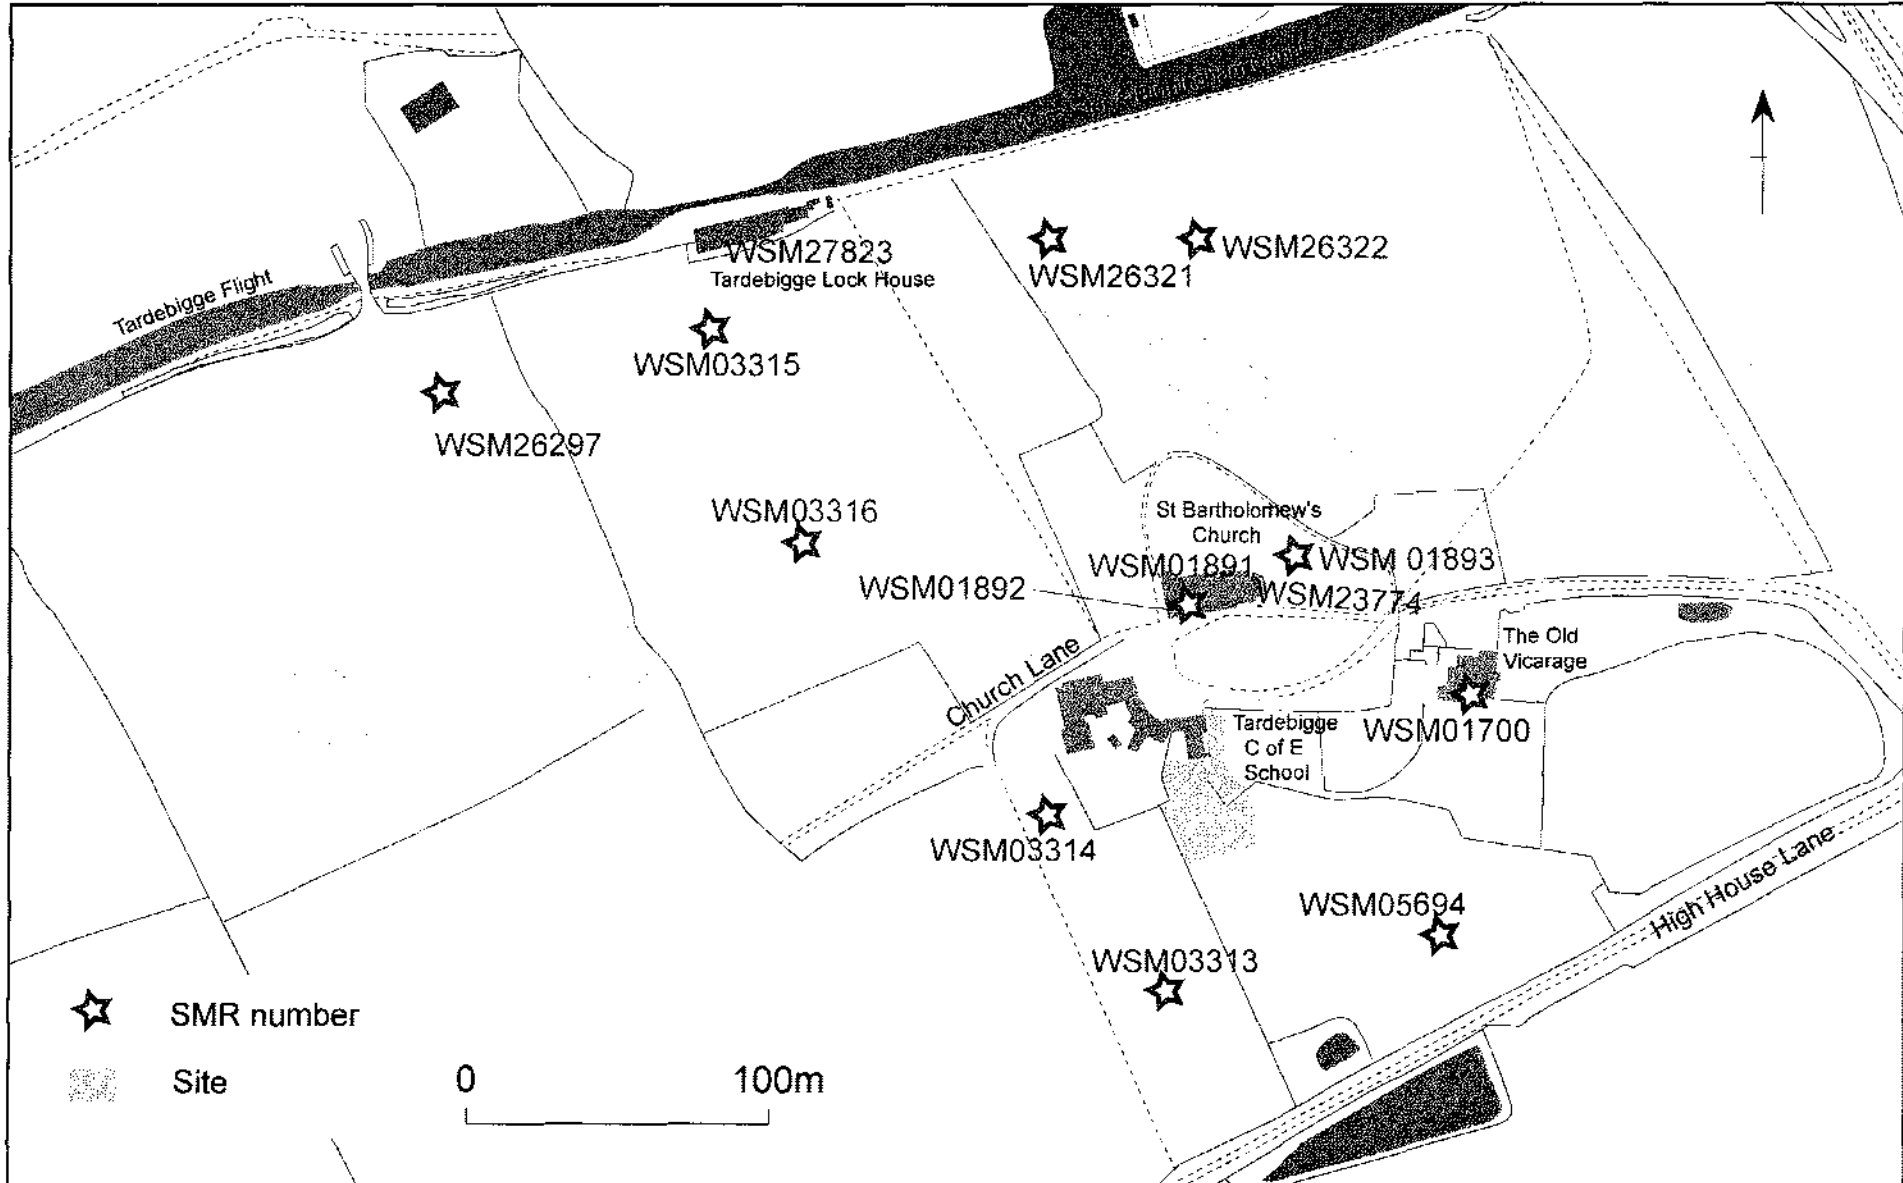 Tardebigge Flight
WSM27823
Tardebigge Lock House
WSM26321
WSM26322
WSM03315
WSM26297
WSM03316
St Bartholomew's
Church
WSM01891
WSM 01893
WSM01892
WSM23774
Church Lane
The Old
Vicarage
WSM01700
Tardebigge
C of E
School
WSM03314
WSM05694
High House Lane
WSM03313
SMR number
Site
0
100m